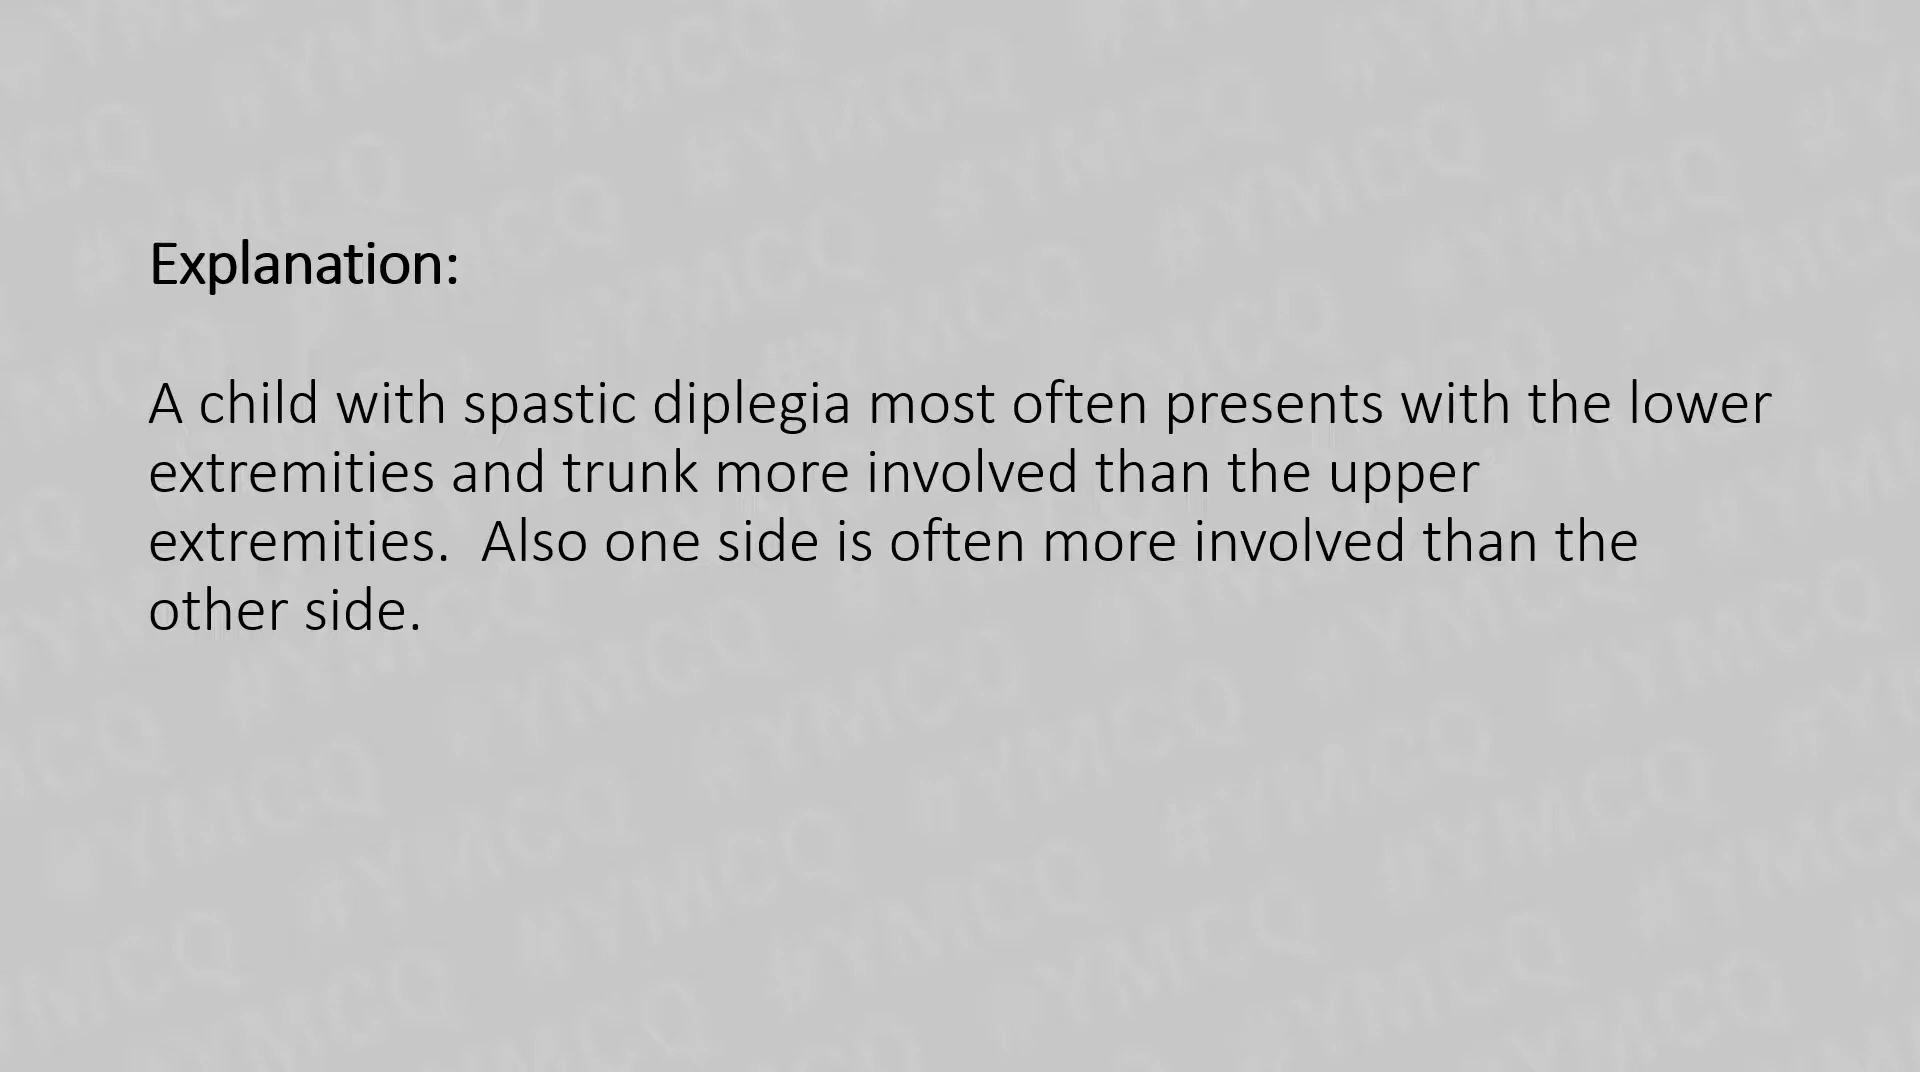 Explanation:
A child with spastic diplegia most often presents with the lower
extremities and trunk more involved than the upper
extremities.  Also one side is often more involved than the
other side.
#YMCQ